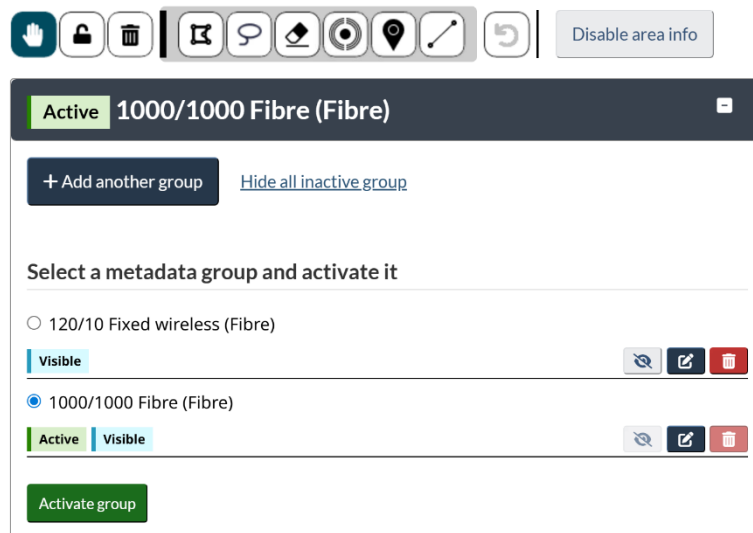 Disable area info
Active 1000/1000 Fibre (Fibre)
+ Add another group Hide all inactive group
Select a metadata group and activate it
120/10 Fixed wireless (Fibre)
Visible
1000/1000 Fibre (Fibre)
Active Visible
Activate group